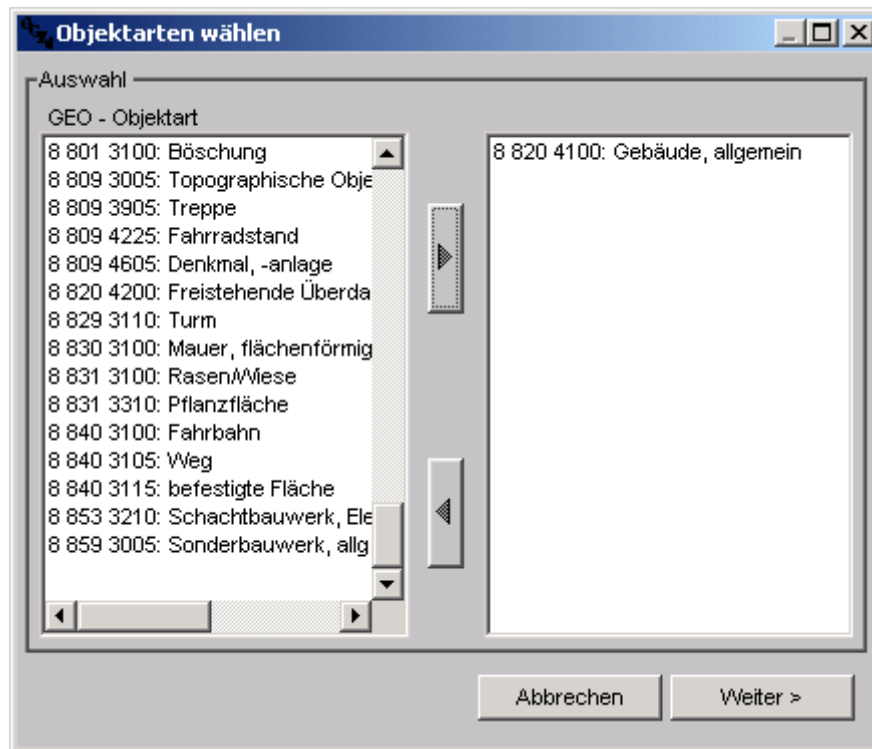 Objektarten wählen
Auswahl
GEO - Objektart
8 801 3100: Böschung
8 809 3005: Topographische Obje
8 809 3905: Treppe
8 809 4225: Fahrradstand
8 809 4605: Denkmal, -anlage
8 820 4200: Freistehende Überda
8 829 3110: Turm
8 830 3100: Mauer, flächenförmig
8 831 3100: Rasen/Wiese
8 831 3310: Pflanzfläche
8 840 3100: Fahrbahn
8 840 3105: Weg
8 840 3115: befestigte Fläche
8 853 3210: Schachtbauwerk, Ele
8 859 3005: Sonderbauwerk, allg
8 820 4100: Gebäude, allgemein
Abbrechen
Weiter >